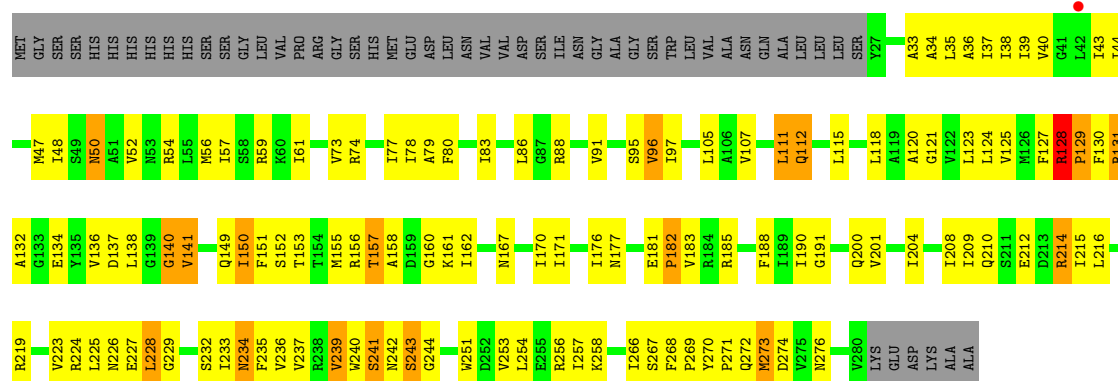 MET GLY SER SER HIS HIS HIS HIS HIS HIS SER SER GLY LEU VAL PRO ARG GLY SER HIS MET GLU ASP LEU ASN VAL VAL ASP SER ILE ASN GLY ALA GLY SER TRP LEU VAL ALA ASN GLN ALA LEU LEU LEU SER Y27 A33 A34 L35 A36 I37 I38 I39 V40 G41 L42 I43 I44
M47 I48 S49 N50 A51 V52 N53 R54 L55 M56 I57 S58 R59 K60 I61 V73 R74 I77 I78 A79 F80 I83 L86 G87 R88 V91 S95 V96 I97 L105 A106 V107 L111 Q112 L115 L118 A119 A120 G121 V122 L123 L124 V125 M126 F127 R128 P129 F130 P131
A132 G133 E134 Y135 V136 D137 L138 G139 G140 V141 Q149 I150 F151 S152 T153 T154 M155 R156 T157 A158 D159 G160 K161 I162 N167 I170 I171 I176 N177 E181 P182 V183 R184 R185 F188 I189 I190 G191 Q200 V201 I204 I208 I209 Q210 S211 E212 D213 R214 I215 L216
R219 V223 R224 L225 N226 E227 L228 G229 S232 I233 N234 F235 V236 V237 R238 V239 W240 S241 N242 S243 G244 W251 D252 V253 L254 E255 R256 I257 K258 I266 S267 F268 P269 Y270 P271 Q272 M273 D274 V275 N276 V280 LYS GLU ASP LYS ALA ALA